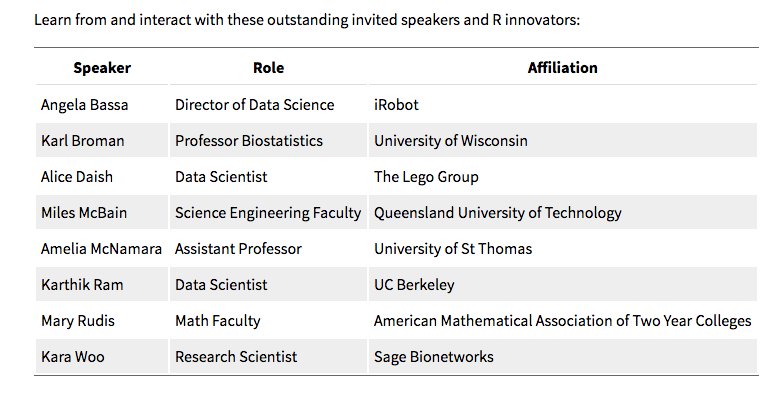 Learn from and interact with these outstanding invited speakers and R innovators:
Speaker Role Affiliation
Angela Bassa Director of Data Science iRobot
Karl Broman Professor Biostatistics University of Wisconsin
Alice Daish Data Scientist The Lego Group
Miles McBain Science Engineering Faculty Queensland University of Technology
Amelia McNamara Assistant Professor University of St Thomas
Karthik Ram Data Scientist UC Berkeley
Mary Rudis Math Faculty American Mathematical Association of Two Year Colleges
Kara Woo Research Scientist Sage Bionetworks